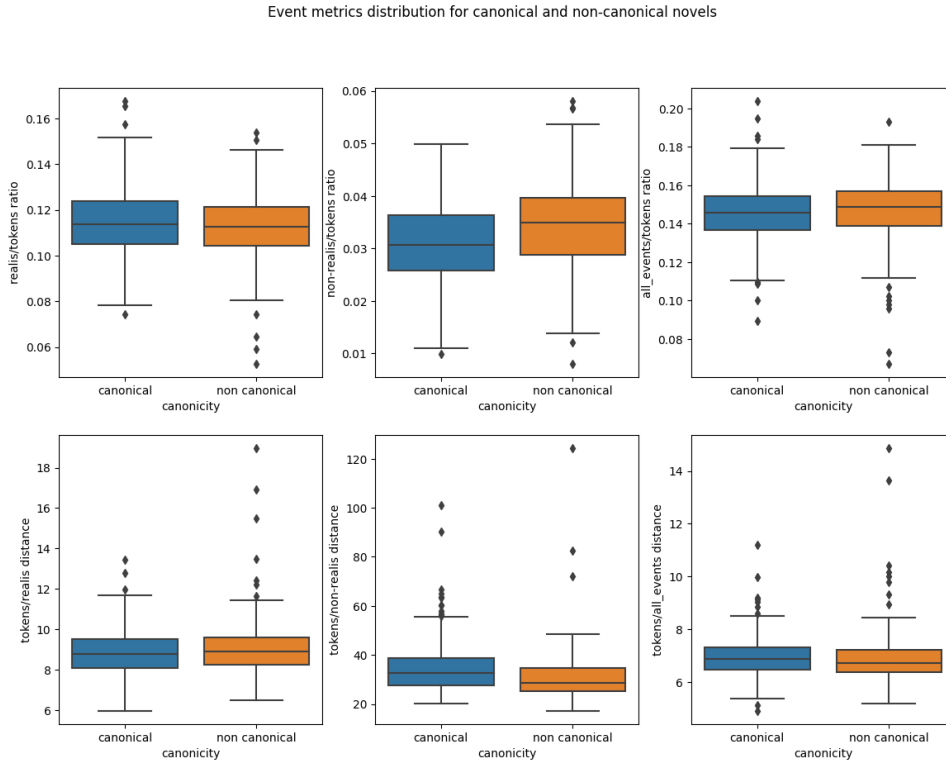 Event metrics distribution for canonical and non-canonical novels
realis/tokens ratio
0.16
0.14
0.12
0.10
0.08
0.06
canonical non canonical
canonicity
non-realis/tokens ratio
0.06
0.05
0.04
0.03
0.02
0.01
canonical non canonical
canonicity
all_events/tokens ratio
0.20
0.18
0.16
0.14
0.12
0.10
0.08
canonical non canonical
canonicity
tokens/realis distance
18
16
14
12
10
8
6
canonical non canonical
canonicity
tokens/non-realis distance
120
100
80
60
40
20
canonical non canonical
canonicity
tokens/all_events distance
14
12
10
8
6
canonical non canonical
canonicity